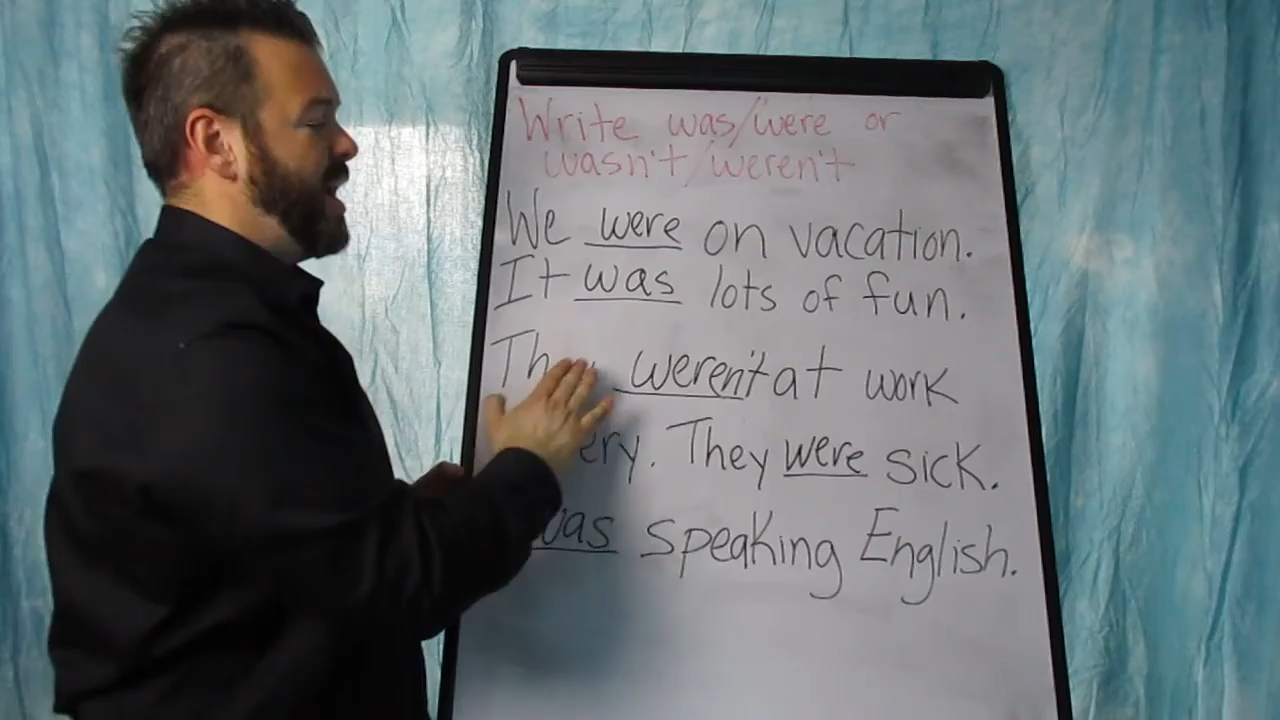 Write was/were or
wasn't/weren't
We were on vacation.
It was lots of fun.
weren't at work
They were sick.
was speaking English.